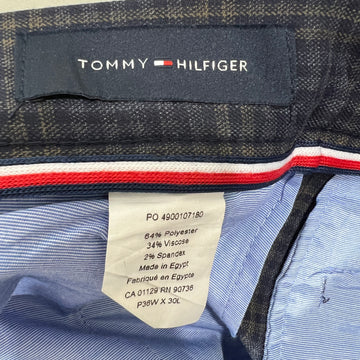 TOMMY HILFIGER
PO 4900107180
64% Polyester
34% Viscose
2% Spandex
Made in Egypt
Fabriqué en Egypte
CA 01129 RN 90736
P36W X 30L